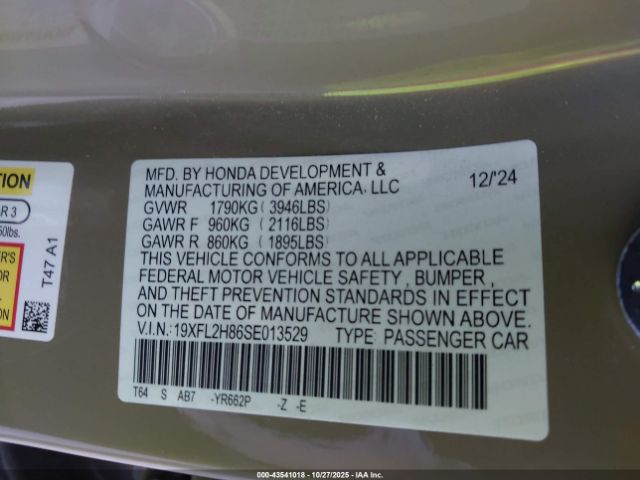 MFD. BY HONDA DEVELOPMENT &
MANUFACTURING OF AMERICA, LLC 12/'24
GVWR 1790KG ( 3946LBS)
GAWR F 960KG ( 2116LBS)
GAWR R 860KG ( 1895LBS)
THIS VEHICLE CONFORMS TO ALL APPLICABLE
FEDERAL MOTOR VEHICLE SAFETY , BUMPER ,
AND THEFT PREVENTION STANDARDS IN EFFECT
ON THE DATE OF MANUFACTURE SHOWN ABOVE.
V.I.N:19XFL2H86SE013529 TYPE: PASSENGER CAR
T64 S AB7 -YR662P -Z -E
R 3
T47 A1
000-43541018 - 10/27/2025 - IAA Inc.